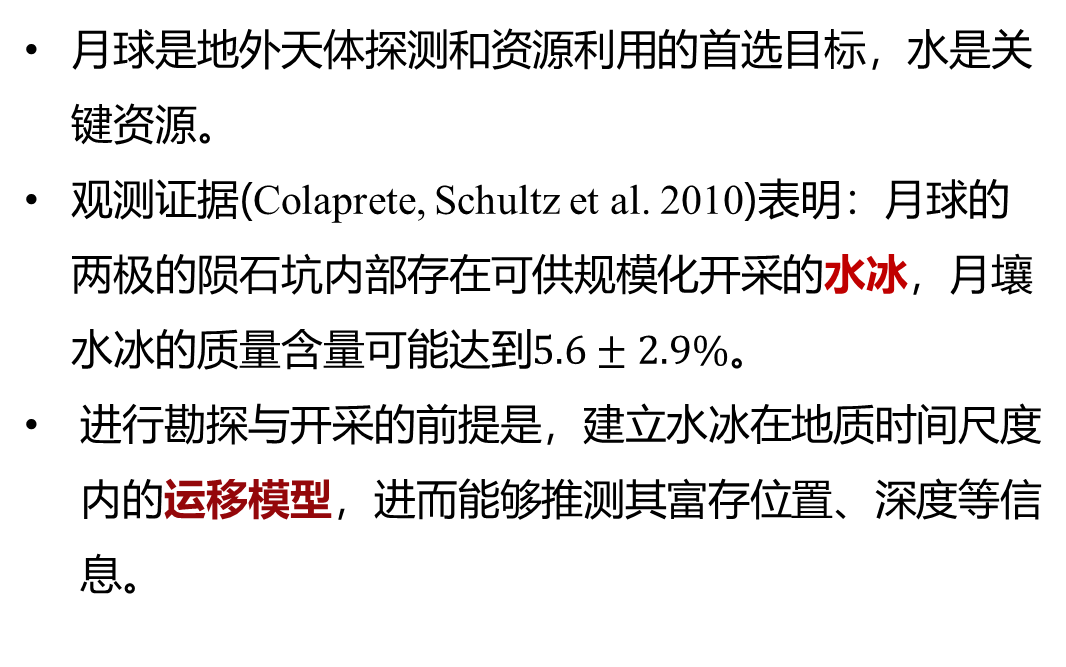 • 月球是地外天体探测和资源利用的首选目标，水是关
键资源。
• 观测证据(Colaprete, Schultz et al. 2010)表明：月球的
两极的陨石坑内部存在可供规模化开采的水冰，月壤
水冰的质量含量可能达到5.6 ± 2.9%。
• 进行勘探与开采的前提是，建立水冰在地质时间尺度
内的运移模型，进而能够推测其富存位置、深度等信
息。